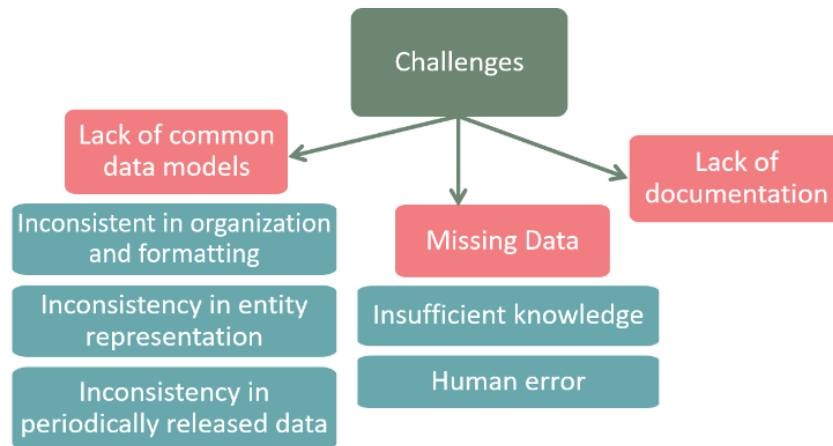 Challenges
Lack of common
data models
Inconsistent in organization
and formatting
Inconsistency in entity
representation
Inconsistency in
periodically released data
Missing Data
Insufficient knowledge
Human error
Lack of
documentation